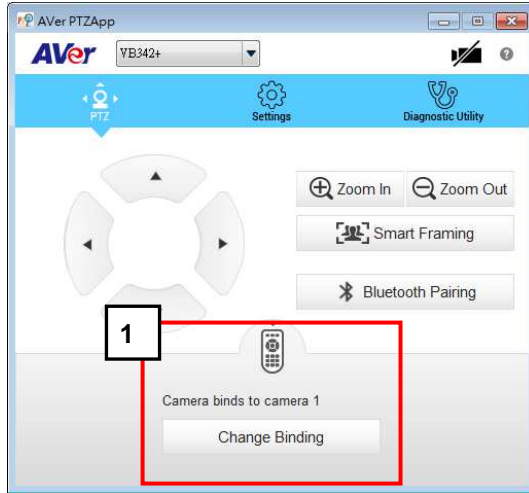 AVer PTZApp
AVer VB342+
PTZ Settings Diagnostic Utility
Zoom In Zoom Out
Smart Framing
Bluetooth Pairing
1
Camera binds to camera 1
Change Binding